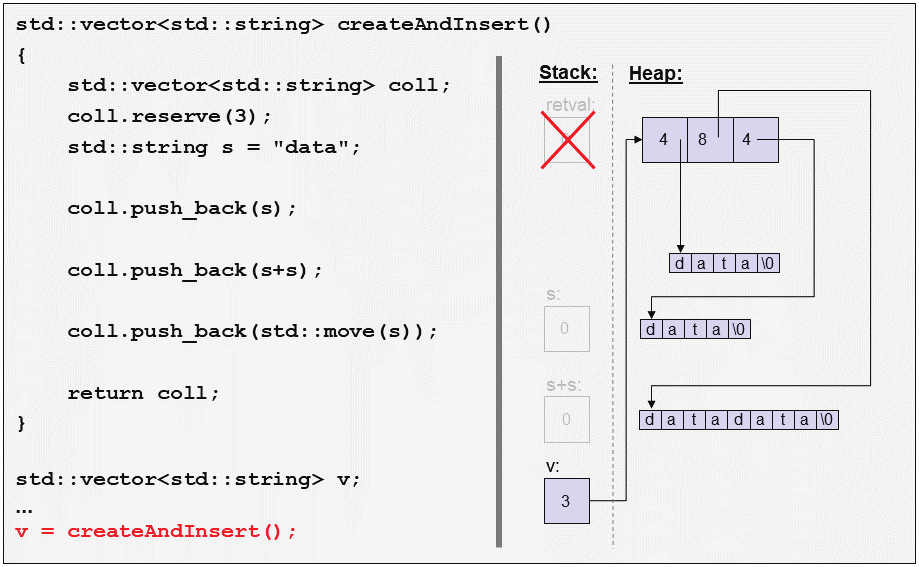 std::vector<std::string> createAndInsert()
{
std::vector<std::string> coll;
coll.reserve(3);
std::string s = "data";
coll.push_back(s);
coll.push_back(s+s);
coll.push_back(std::move(s));
return coll;
}
std::vector<std::string> v;
...
v = createAndInsert();
Stack:
retval:
s:
0
s+s:
0
v:
3
Heap:
4 8 4
d a t a \0
d a t a \0
d a t a d a t a \0